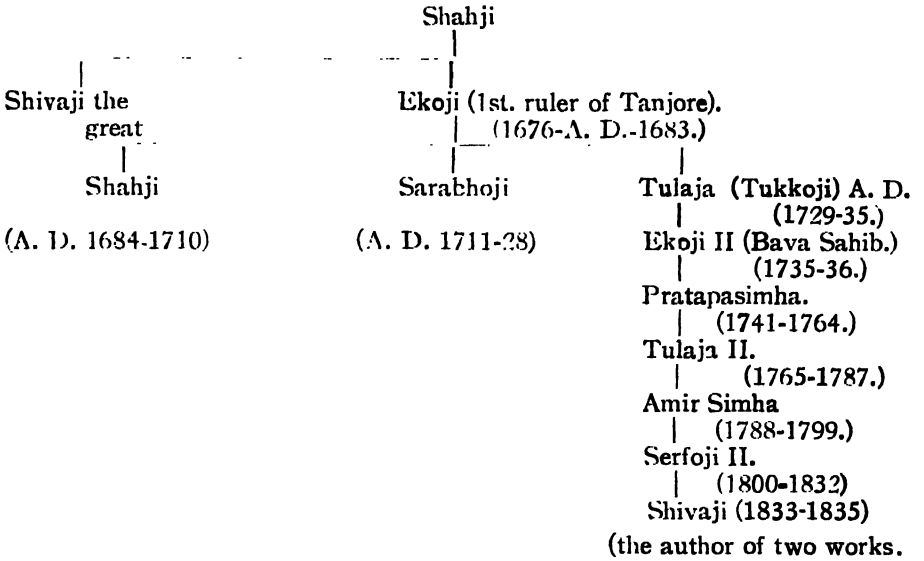 Shahji
Shivaji the Ekoji (1st. ruler of Tanjore).
great (1676-A. D.-1683.)
Shahji Sarabhoji Tulaja (Tukkoji) A. D.
(1729-35.)
(A. D. 1684-1710) (A. D. 1711-28) Ekoji II (Bava Sahib.)
(1735-36.)
Pratapasimha.
(1741-1764.)
Tulaja II.
(1765-1787.)
Amir Simha
(1788-1799.)
Serfoji II.
(1800-1832)
Shivaji (1833-1835)
(the author of two works.